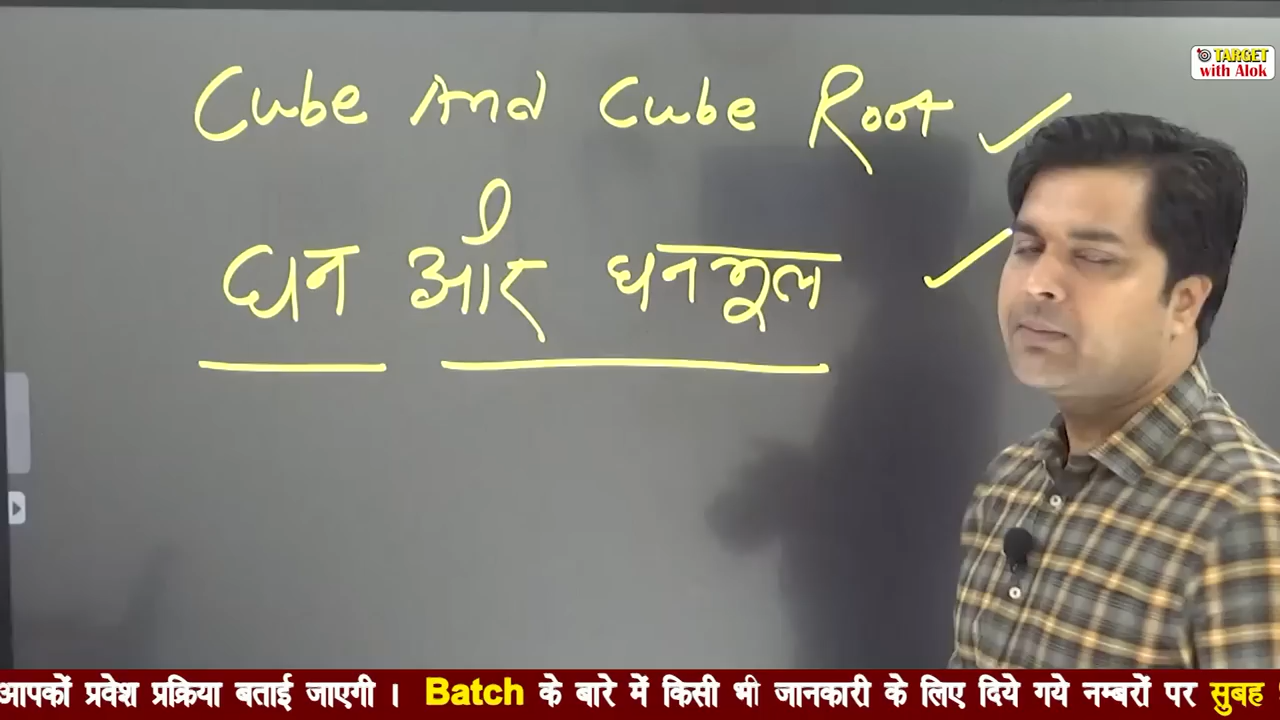 TARGET
with Alok
Cube And Cube Root
घन और घनमूल
आपकों प्रवेश प्रक्रिया बताई जाएगी । Batch के बारे में किसी भी जानकारी के लिए दिये गये नम्बरों पर सुबह